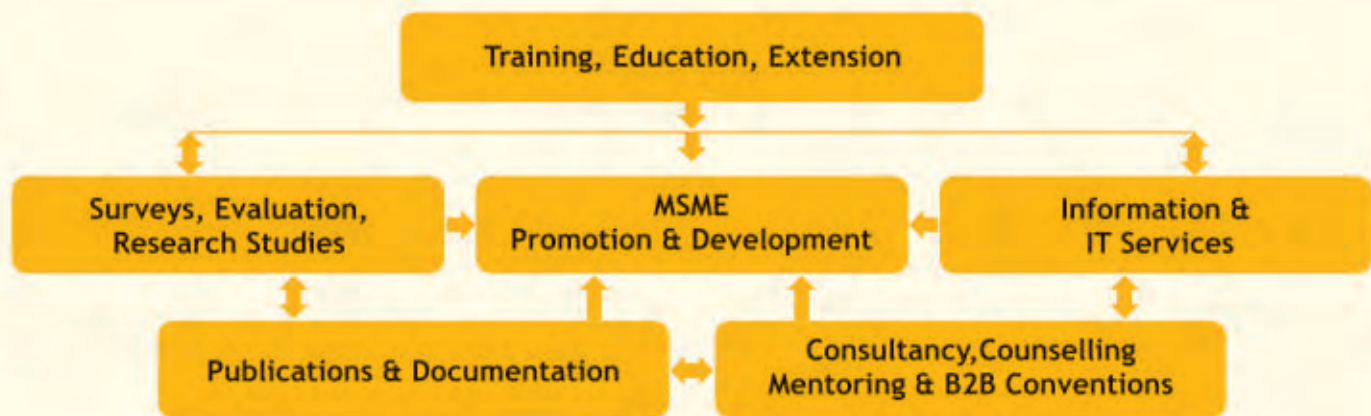 Training, Education, Extension
Surveys, Evaluation,
Research Studies
MSME
Promotion & Development
Information &
IT Services
Publications & Documentation
Consultancy,Counselling
Mentoring & B2B Conventions